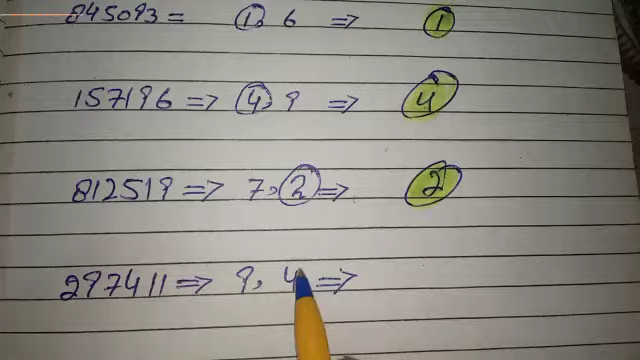 845093 = 1, 6 ⇒ 1
157196 ⇒ 4, 9 ⇒ 4
812519 ⇒ 7, 2 ⇒ 2
297411 ⇒ 9, 4 ⇒